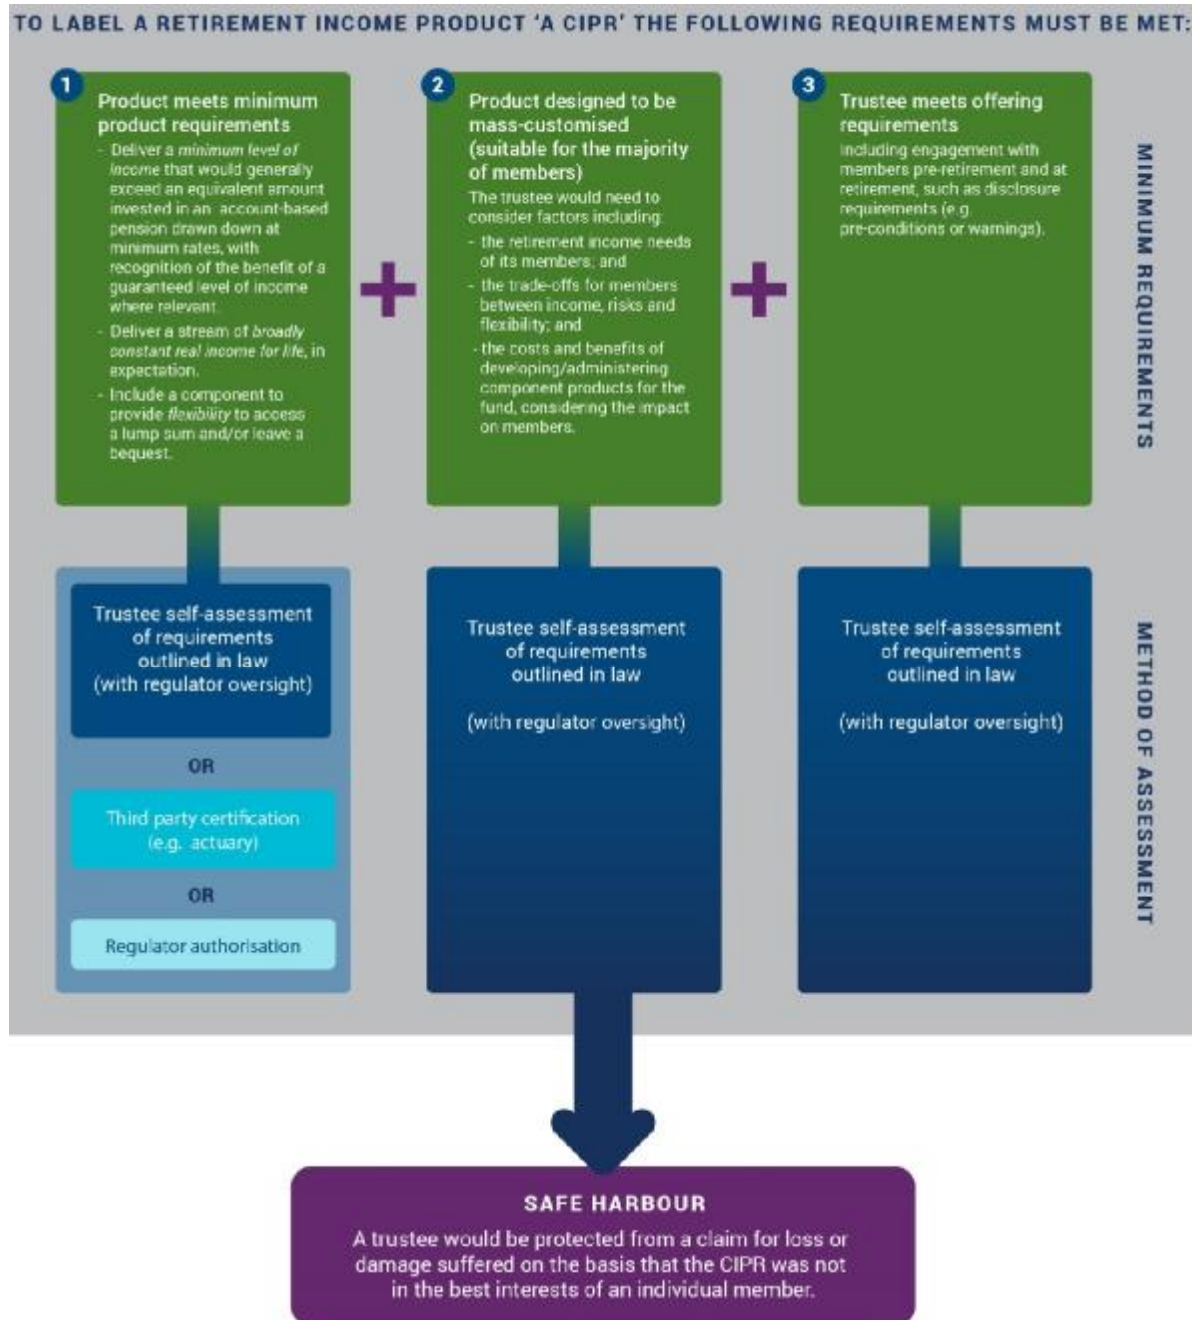 TO LABEL A RETIREMENT INCOME PRODUCT ‘A CIPR’ THE FOLLOWING REQUIREMENTS MUST BE MET:
1
Product meets minimum
product requirements
- Deliver a minimum level of
income that would generally
exceed an equivalent amount
invested in an account-based
pension drawn down at
minimum rates, with
recognition of the benefit of a
guaranteed level of income
where relevant.
- Deliver a stream of broadly
constant real income for life, in
expectation.
- Include a component to
provide flexibility to access
a lump sum and/or leave a
bequest.
+
2
Product designed to be
mass-customised
(suitable for the majority
of members)
The trustee would need to
consider factors including:
- the retirement income needs
of its members; and
- the trade-offs for members
between income, risks and
flexibility; and
- the costs and benefits of
developing/administering
component products for the
fund, considering the impact
on members.
+
3
Trustee meets offering
requirements
Including engagement with
members pre-retirement and at
retirement, such as disclosure
requirements (e.g.
pre-conditions or warnings).
MINIMUM REQUIREMENTS
Trustee self-assessment
of requirements
outlined in law
(with regulator oversight)
OR
Third party certification
(e.g. actuary)
OR
Regulator authorisation
Trustee self-assessment
of requirements
outlined in law
(with regulator oversight)
Trustee self-assessment
of requirements
outlined in law
(with regulator oversight)
METHOD OF ASSESSMENT
SAFE HARBOUR
A trustee would be protected from a claim for loss or
damage suffered on the basis that the CIPR was not
in the best interests of an individual member.